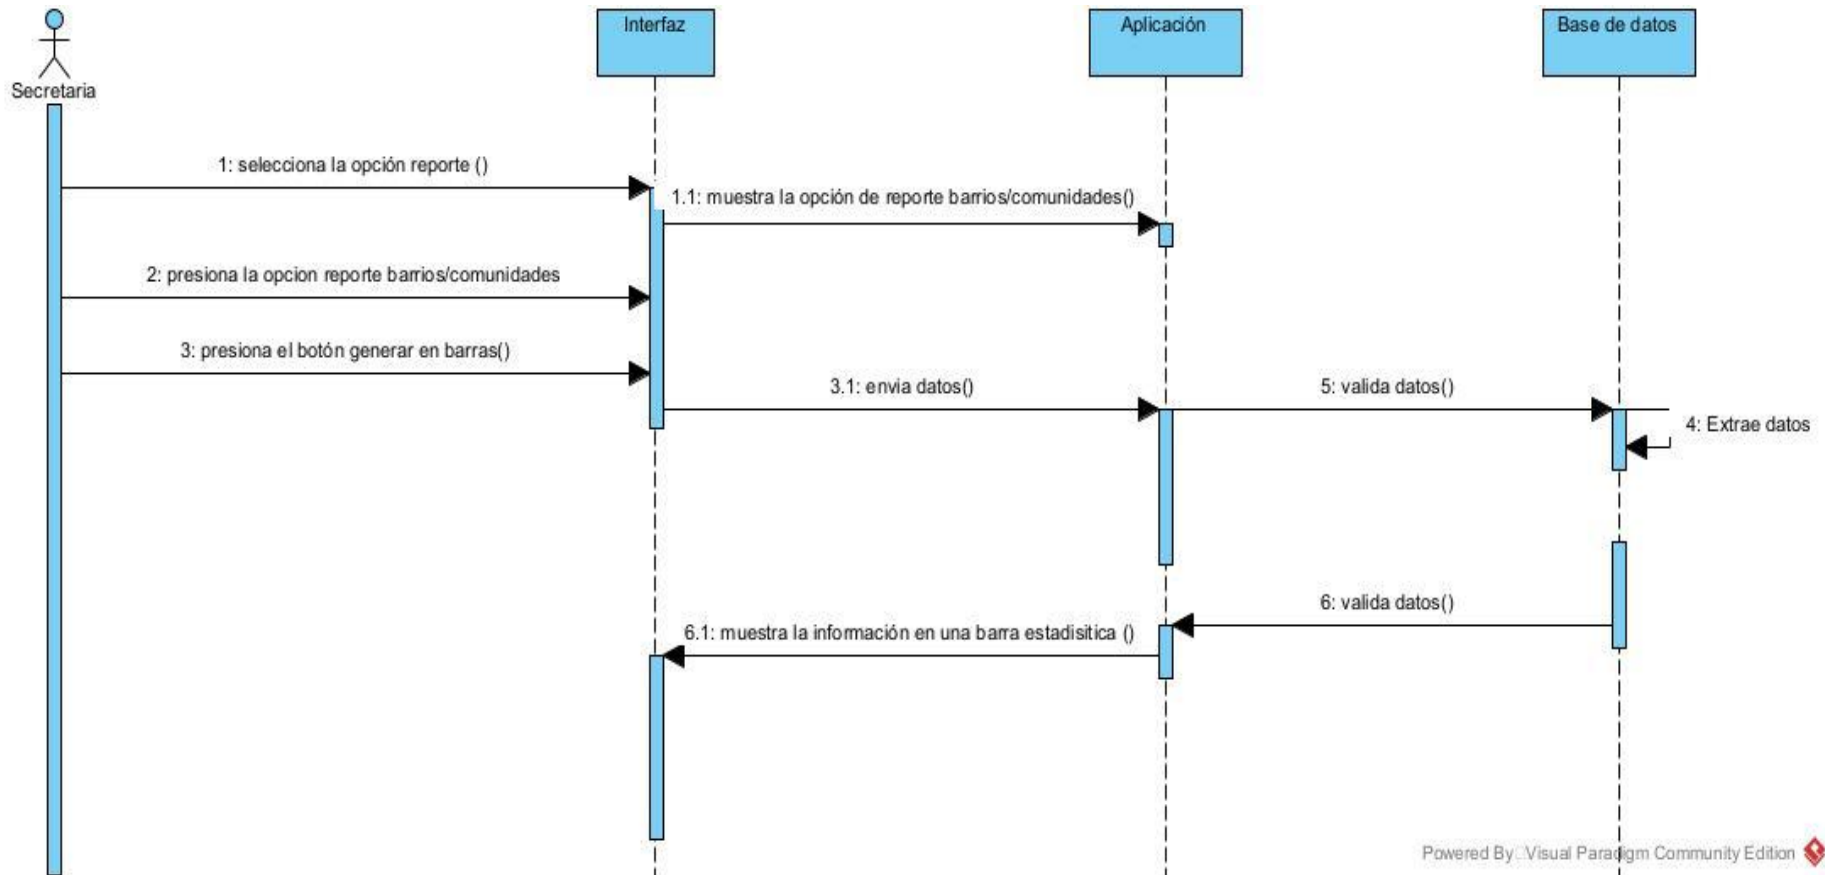 Interfaz
Aplicación
Base de datos
Secretaria
1: selecciona la opción reporte ()
1.1: muestra la opción de reporte barrios/comunidades()
2: presiona la opcion reporte barrios/comunidades
3: presiona el botón generar en barras()
3.1: envia datos()
5: valida datos()
4: Extrae datos
6: valida datos()
6.1: muestra la información en una barra estadisitica ()
Powered By Visual Paradigm Community Edition